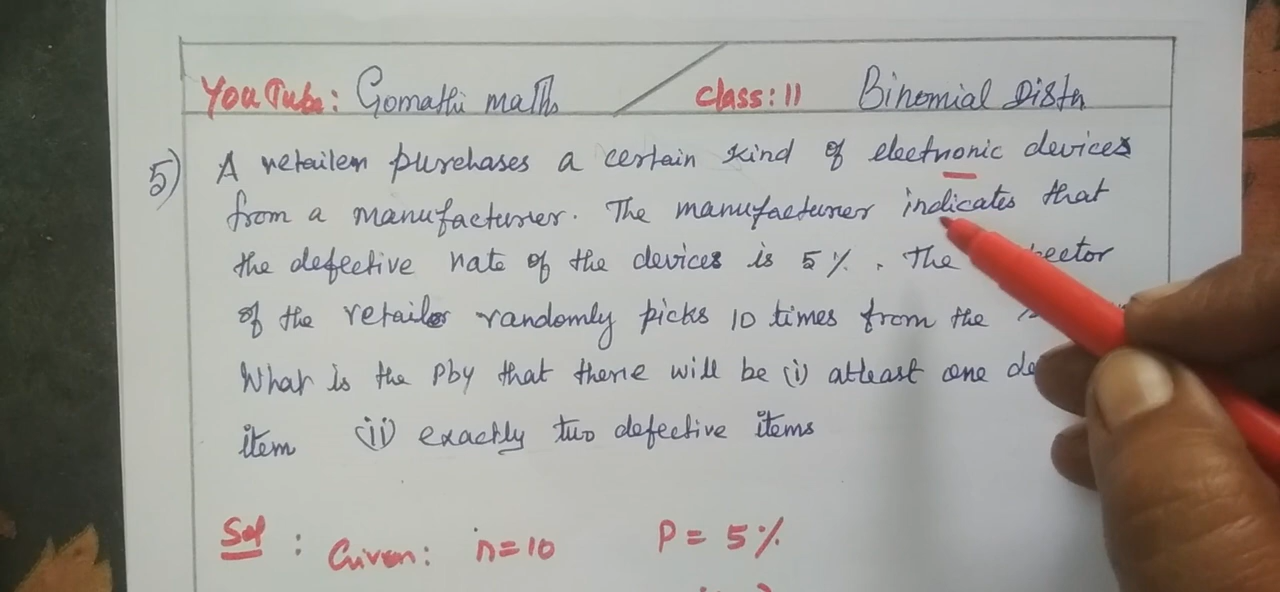 YouTube: Gomathi maths class: 11 Binomial Distn
5) A retailer purchases a certain kind of electronic devices
from a manufacturer. The manufacturer indicates that
the defective rate of the devices is 5%. The
of the retailer randomly picks 10 times from the
What is the Pby that there will be (i) atleast one
item (ii) exactly two defective items
Sol : Given: n=10 P = 5%